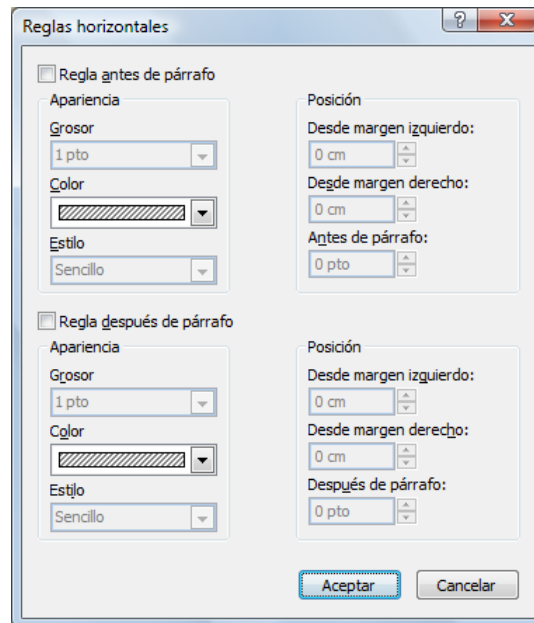 Reglas horizontales
Regla antes de párrafo
Apariencia
Grosor
1 pto
Color
Estilo
Sencillo
Posición
Desde margen izquierdo:
0 cm
Desde margen derecho:
0 cm
Antes de párrafo:
0 pto
Regla después de párrafo
Apariencia
Grosor
1 pto
Color
Estilo
Sencillo
Posición
Desde margen izquierdo:
0 cm
Desde margen derecho:
0 cm
Después de párrafo:
0 pto
Aceptar Cancelar